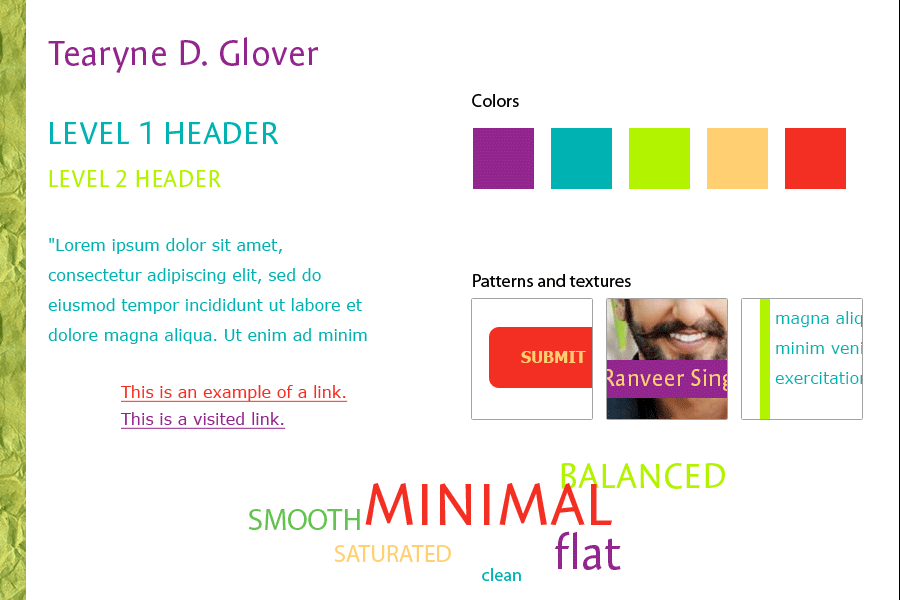 Tearyne D. Glover
LEVEL 1 HEADER
LEVEL 2 HEADER
"Lorem ipsum dolor sit amet,
consectetur adipiscing elit, sed do
eiusmod tempor incididunt ut labore et
dolore magna aliqua. Ut enim ad minim
This is an example of a link.
This is a visited link.
Colors
Patterns and textures
SUBMIT
Ranveer Sing
magna aliq
minim veni
exercitation
BALANCED
MINIMAL
SMOOTH
SATURATED
flat
clean